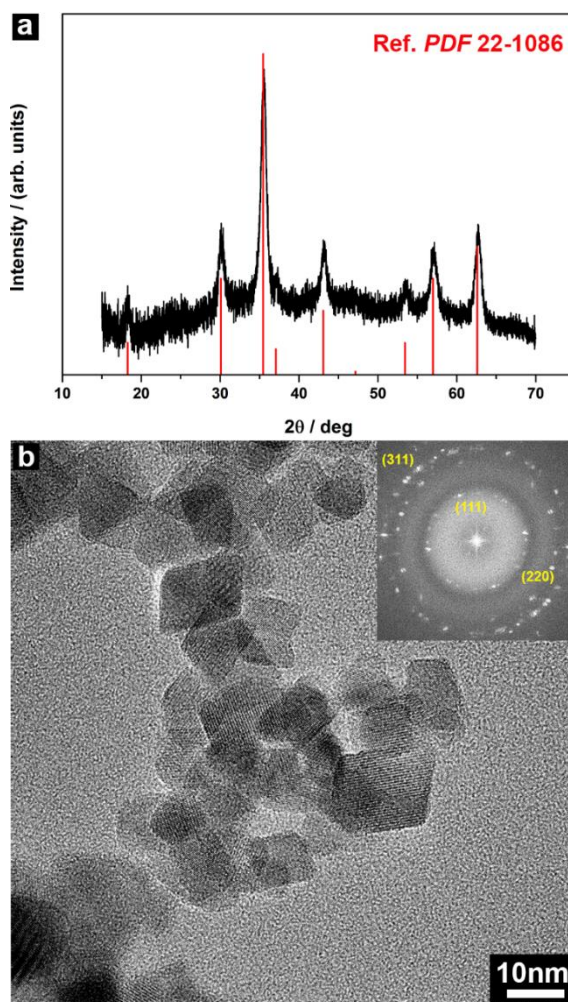 a
Ref. PDF 22-1086
Intensity / (arb. units)
10 20 30 40 50 60 70
2θ / deg
b
(311)
(111)
(220)
10nm